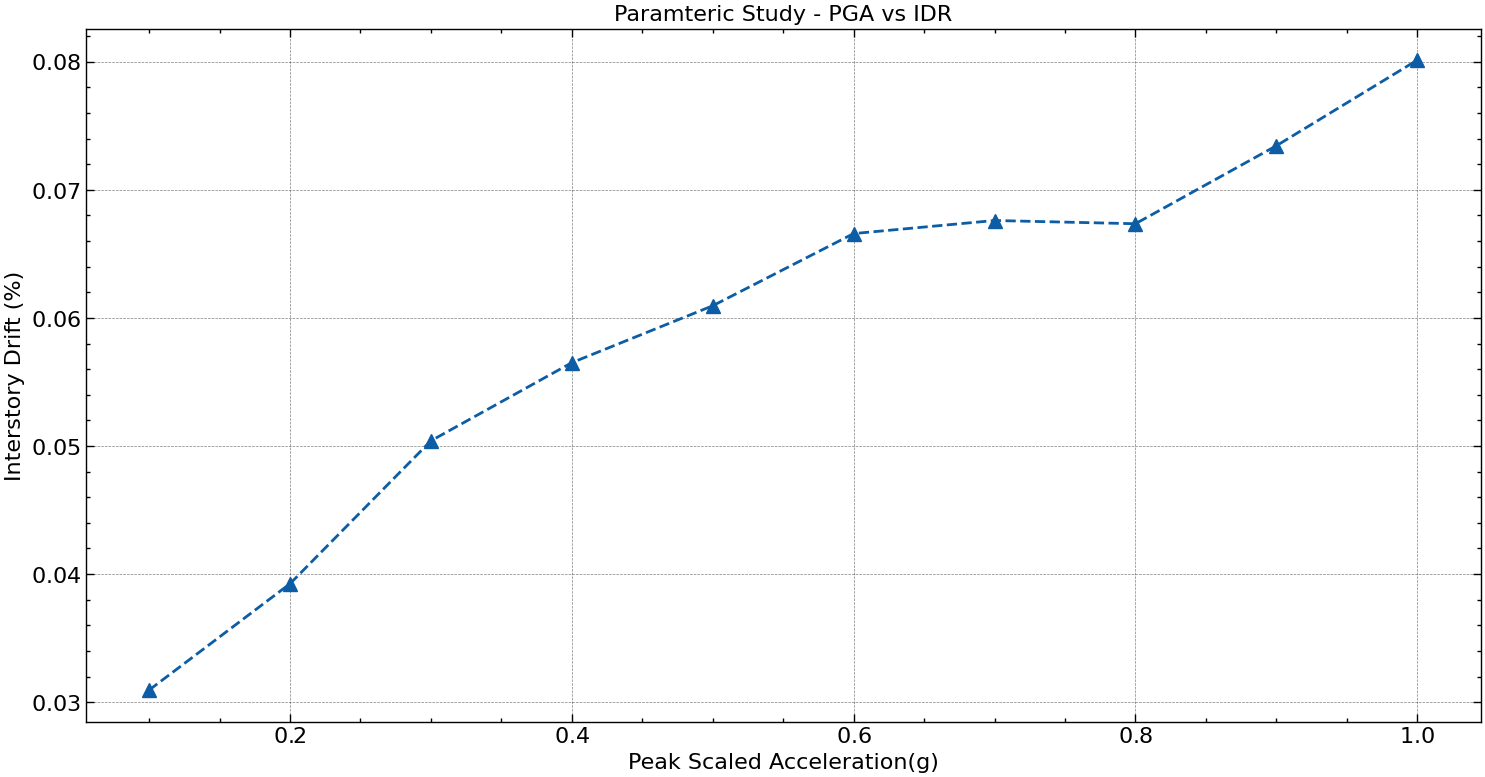 Paramteric Study - PGA vs IDR
0.08
0.07
0.06
0.05
0.04
0.03
Interstory Drift (%)
0.2 0.4 0.6 0.8 1.0
Peak Scaled Acceleration(g)